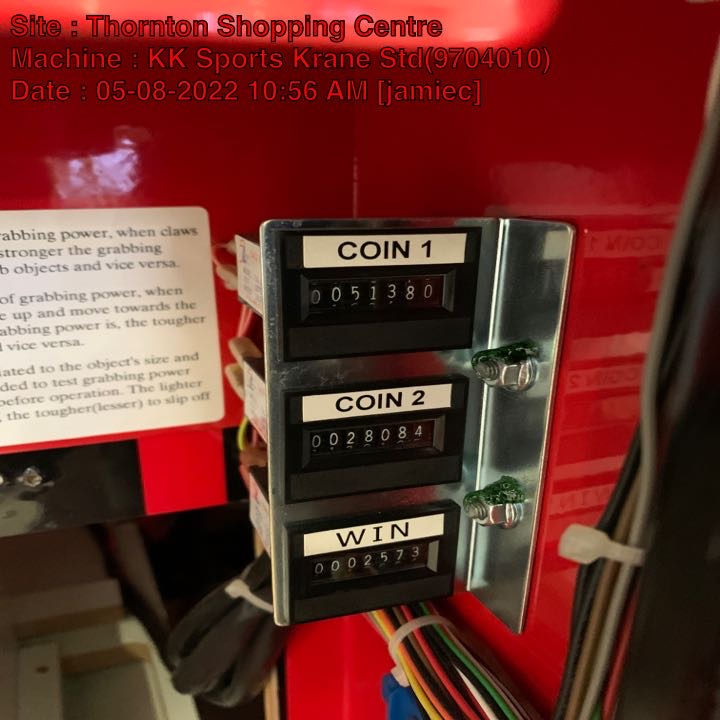 Site : Thornton Shopping Centre
Machine : KK Sports Krane Std(9704010)
Date : 05-08-2022 10:56 AM [jamiec]
abbing power, when claws
stronger the grabbing
b objects and vice versa.
of grabbing power, when
e up and move towards the
abbing power is, the tougher
vice versa.
ated to the object's size and
ded to test grabbing power
before operation. The lighter
, the tougher(lesser) to slip off
COIN 1
0051380
COIN 2
0028084
WIN
0002573